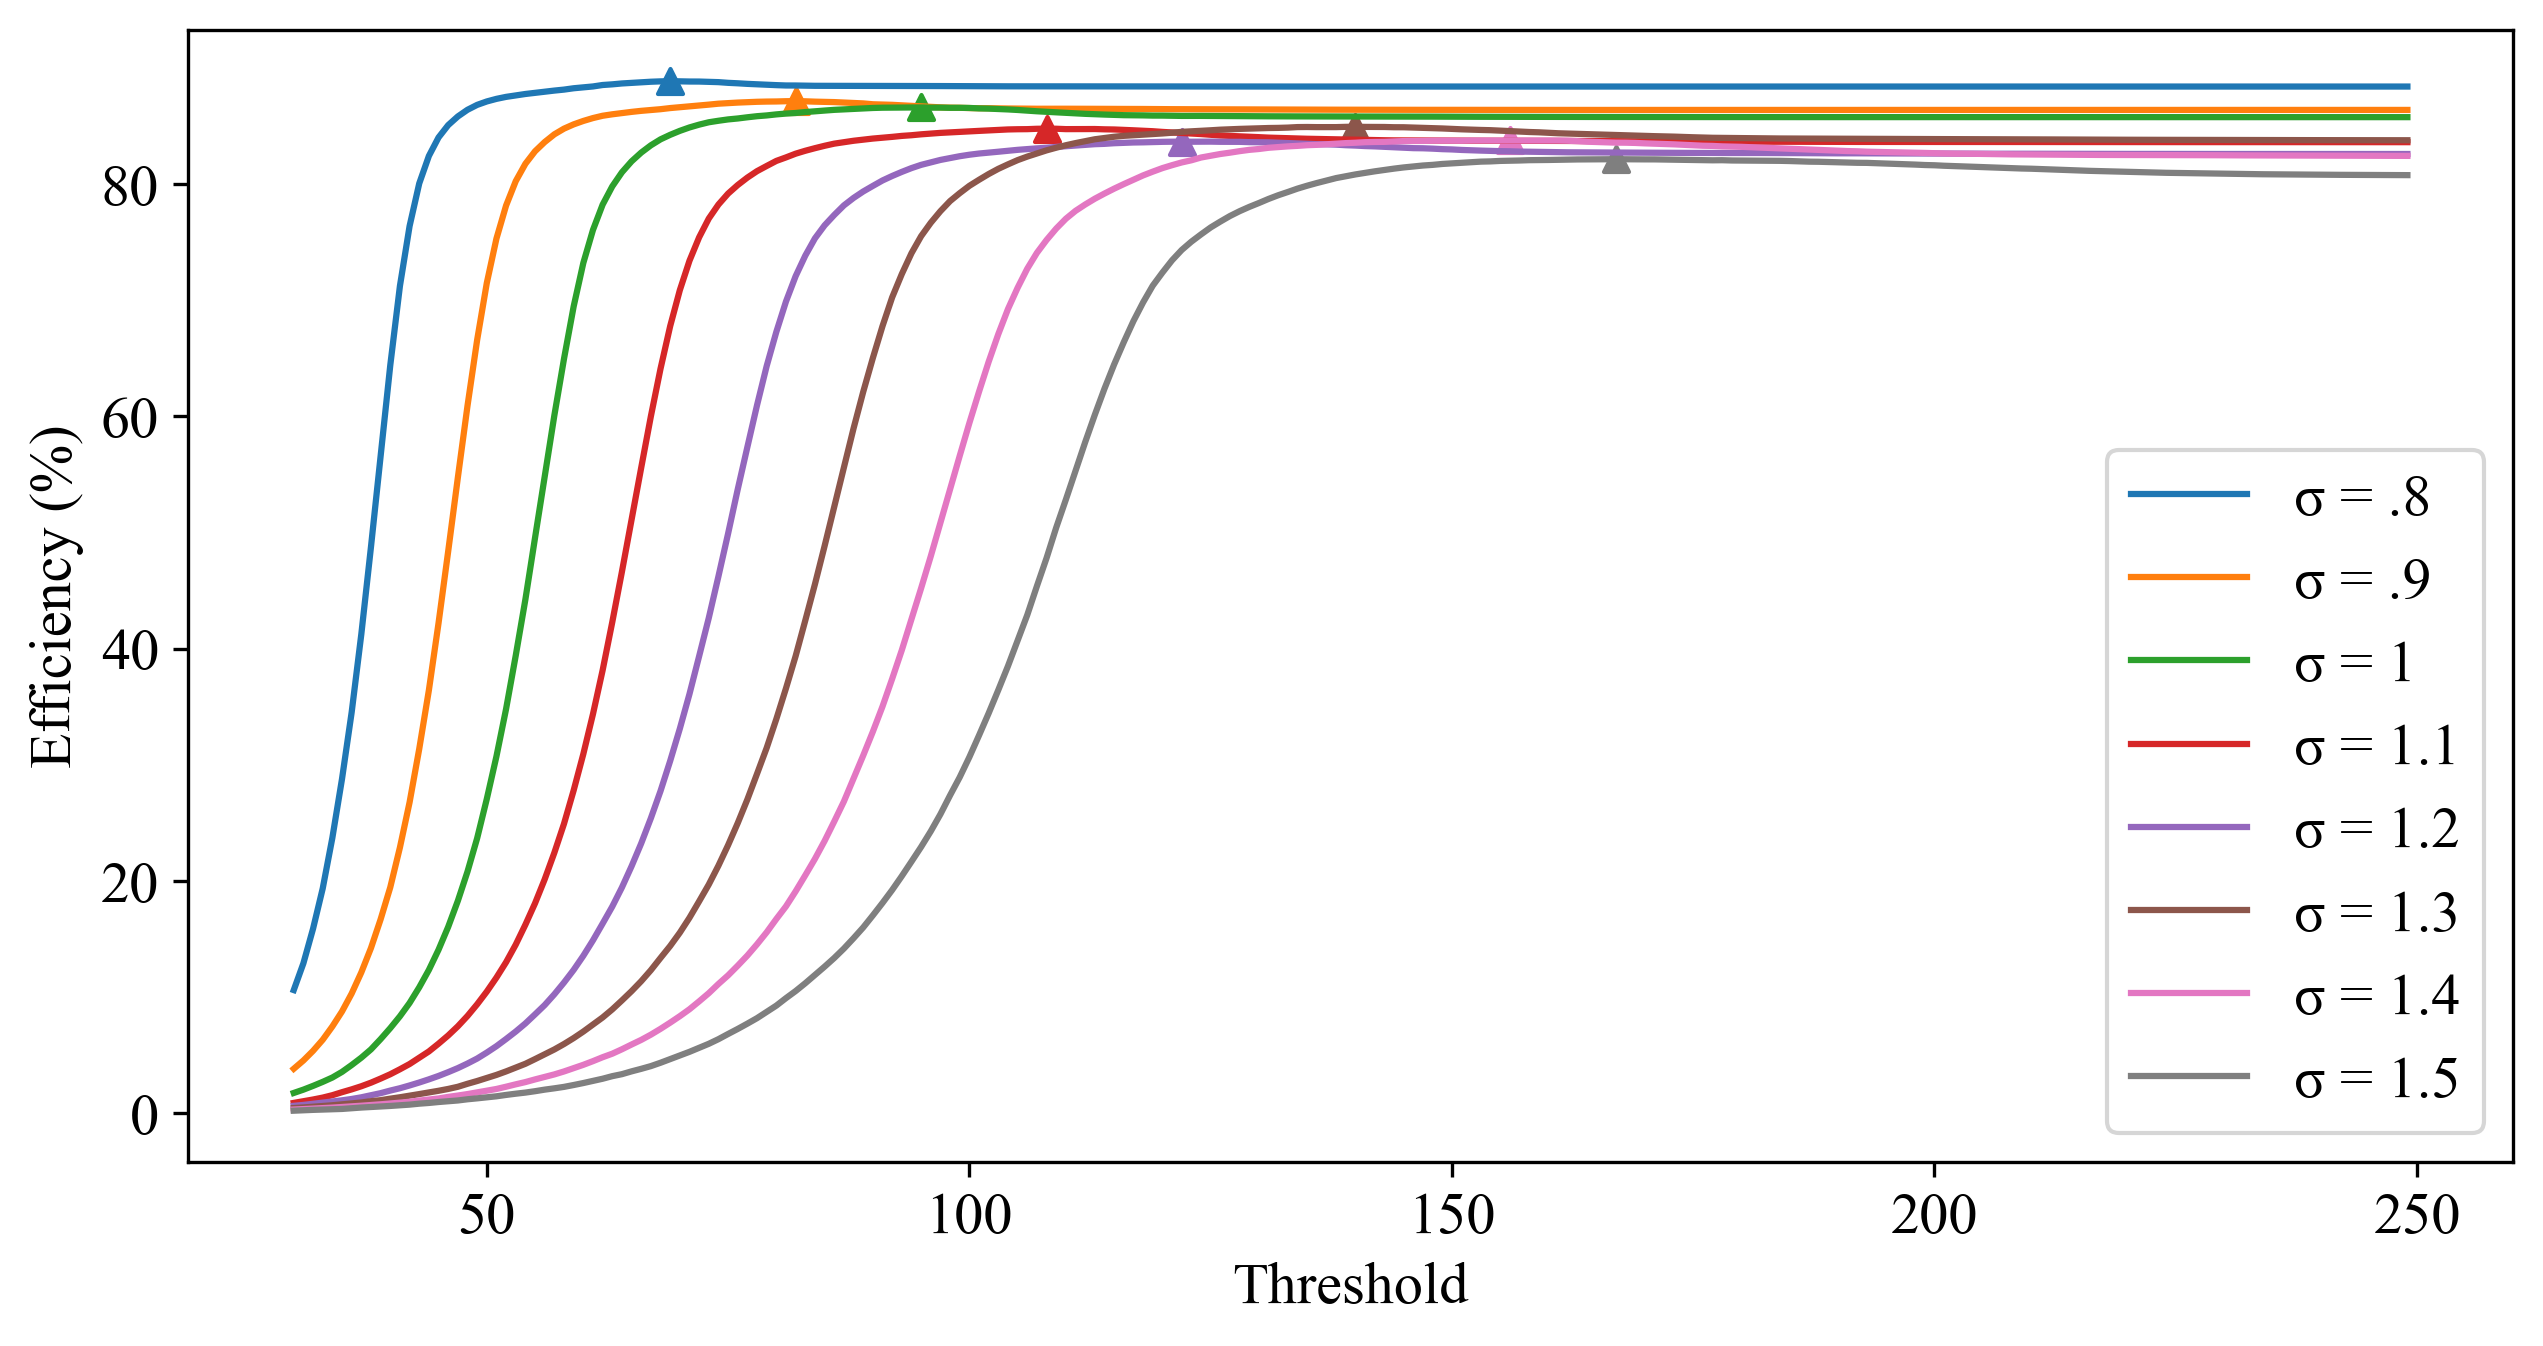 Efficiency (%)
80
60
40
20
0
50 100 150 200 250
Threshold
σ = .8
σ = .9
σ = 1
σ = 1.1
σ = 1.2
σ = 1.3
σ = 1.4
σ = 1.5